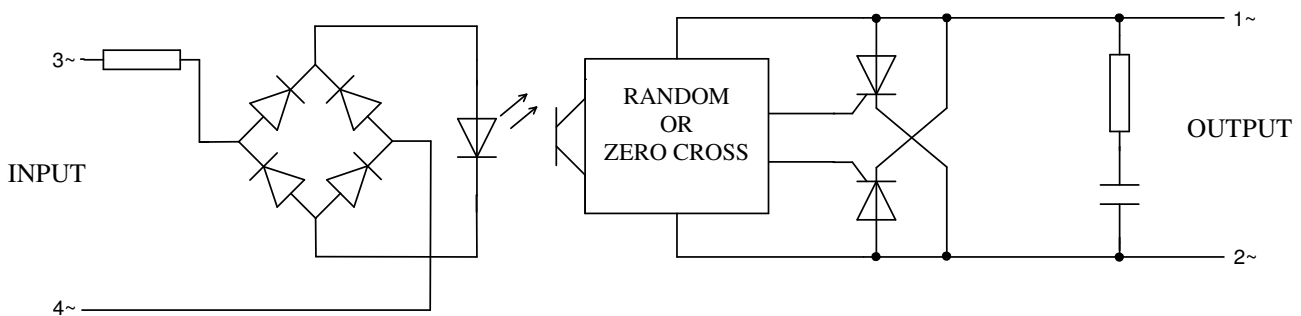 3~
INPUT
4~
RANDOM
OR
ZERO CROSS
1~
OUTPUT
2~